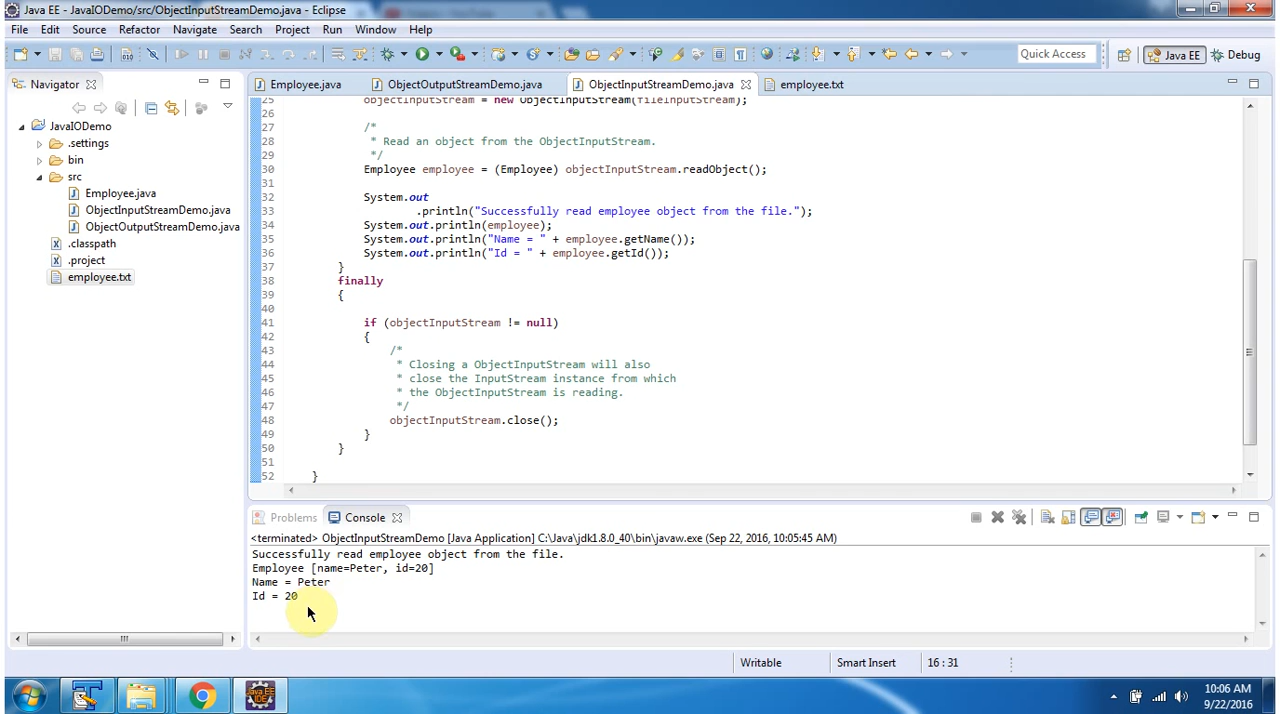 Java EE - JavaIODemo/src/ObjectInputStreamDemo.java - Eclipse
File Edit Source Refactor Navigate Search Project Run Window Help
Quick Access Java EE Debug
Navigator
JavaIODemo
.settings
bin
src
Employee.java
ObjectInputStreamDemo.java
ObjectOutputStreamDemo.java
.classpath
.project
employee.txt
Employee.java ObjectOutputStreamDemo.java ObjectInputStreamDemo.java employee.txt
25 objectInputStream = new ObjectInputStream(fileInputStream);
26
27 /*
28 * Read an object from the ObjectInputStream.
29 */
30 Employee employee = (Employee) objectInputStream.readObject();
31
32 System.out
33 .println("Successfully read employee object from the file.");
34 System.out.println(employee);
35 System.out.println("Name = " + employee.getName());
36 System.out.println("Id = " + employee.getId());
37 }
38 finally
39 {
40
41 if (objectInputStream != null)
42 {
43 /*
44 * Closing a ObjectInputStream will also
45 * close the InputStream instance from which
46 * the ObjectInputStream is reading.
47 */
48 objectInputStream.close();
49 }
50 }
51
52 }
Problems Console
<terminated> ObjectInputStreamDemo [Java Application] C:\Java\jdk1.8.0_40\bin\javaw.exe (Sep 22, 2016, 10:05:45 AM)
Successfully read employee object from the file.
Employee [name=Peter, id=20]
Name = Peter
Id = 20
Writable Smart Insert 16 : 31
10:06 AM
9/22/2016